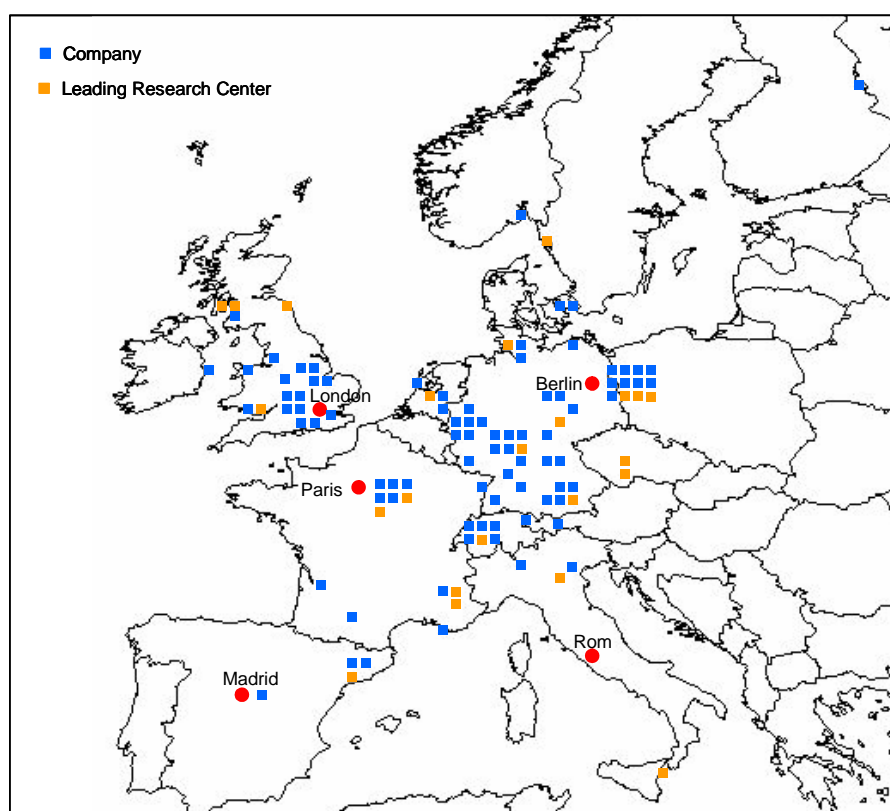 Company
Leading Research Center
London
Berlin
Paris
Rom
Madrid